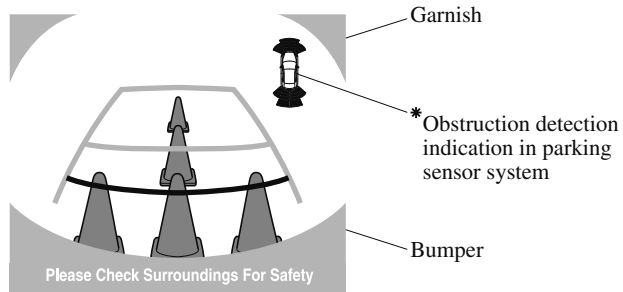 Garnish
*Obstruction detection
indication in parking
sensor system
Bumper
Please Check Surroundings For Safety